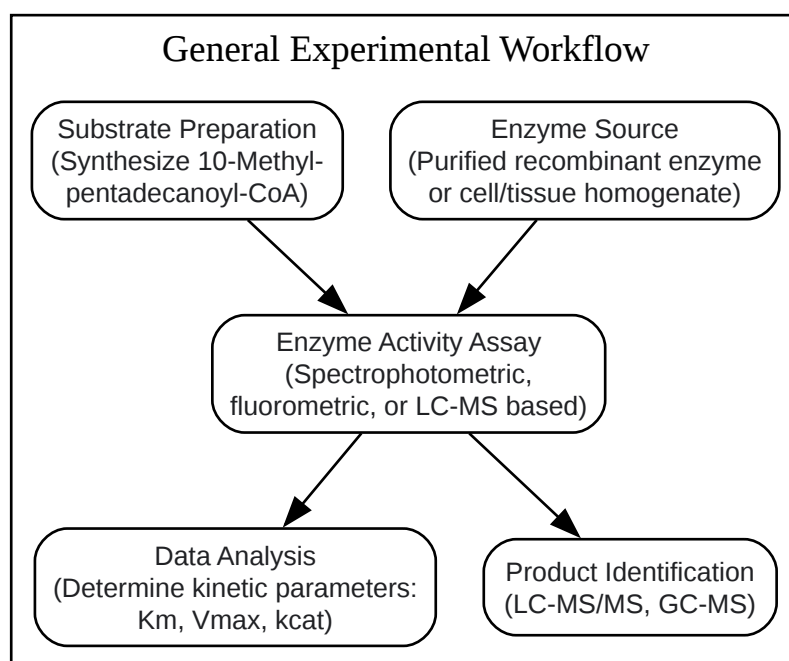 General Experimental Workflow
Substrate Preparation
(Synthesize 10-Methyl-
pentadecanoyl-CoA)
Enzyme Source
(Purified recombinant enzyme
or cell/tissue homogenate)
Enzyme Activity Assay
(Spectrophotometric,
fluorometric, or LC-MS based)
Data Analysis
(Determine kinetic parameters:
Km, Vmax, kcat)
Product Identification
(LC-MS/MS, GC-MS)